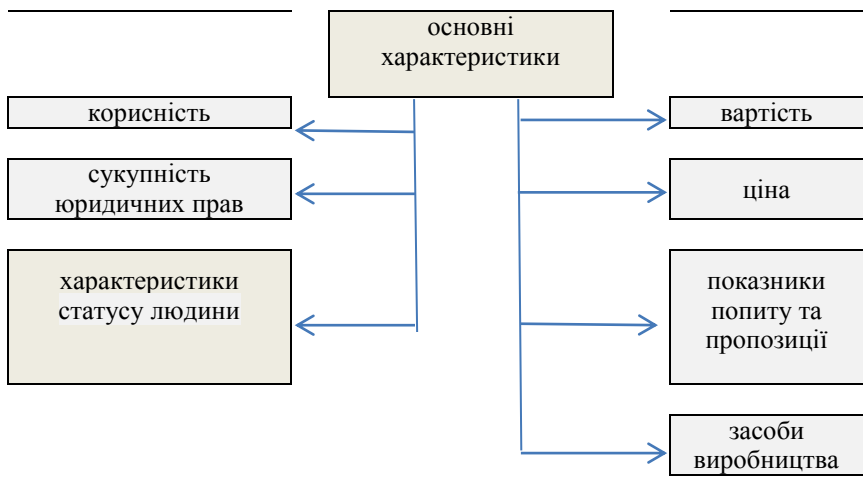 основні
характеристики
корисність
вартість
сукупність
юридичних прав
ціна
характеристики
статусу людини
показники
попиту та
пропозиції
засоби
виробництва